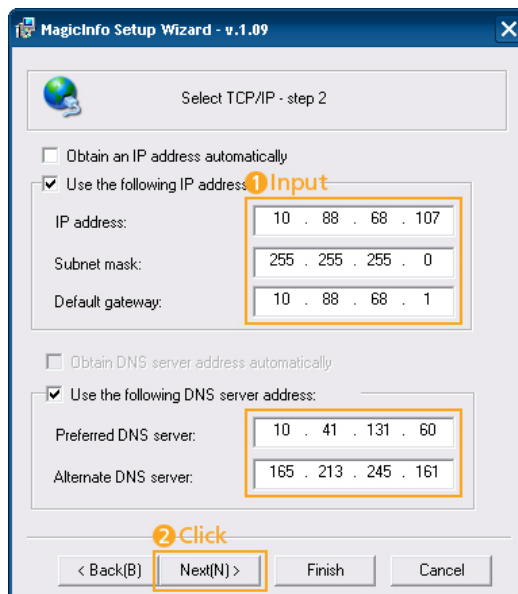 MagicInfo Setup Wizard - v.1.09
Select TCP/IP - step 2
Obtain an IP address automatically
Use the following IP address
1 Input
IP address: 10 . 88 . 68 . 107
Subnet mask: 255 . 255 . 255 . 0
Default gateway: 10 . 88 . 68 . 1
Obtain DNS server address automatically
Use the following DNS server address:
Preferred DNS server: 10 . 41 . 131 . 60
Alternate DNS server: 165 . 213 . 245 . 161
2 Click
< Back(B) Next(N) > Finish Cancel